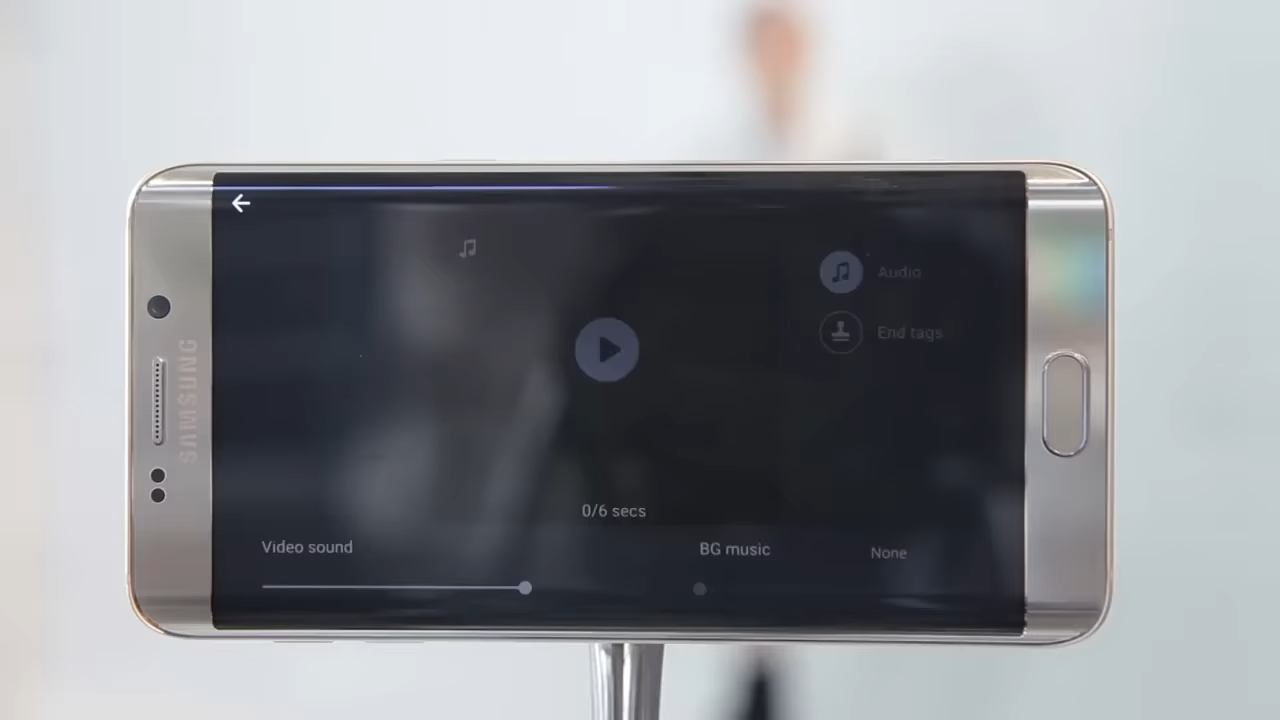 SAMSUNG
Audio
End tags
0/6 secs
Video sound
BG music
None